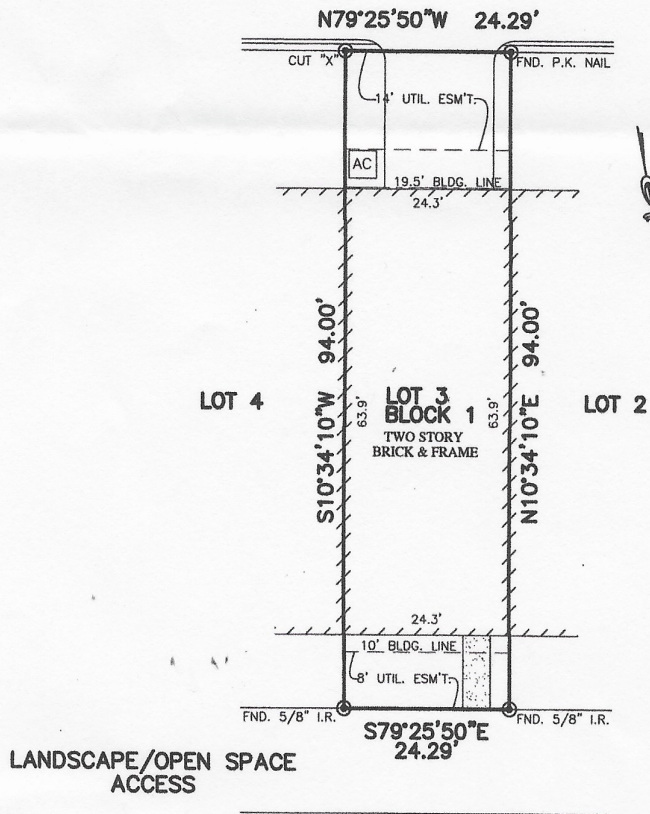 N79°25'50"W 24.29'
CUT "X"
FND. P.K. NAIL
14' UTIL. ESM'T.
AC
19.5' BLDG. LINE
24.3'
S10°34'10"W 94.00'
63.9'
LOT 4
LOT 3
BLOCK 1
TWO STORY
BRICK & FRAME
63.9'
N10°34'10"E 94.00'
LOT 2
24.3'
10' BLDG. LINE
8' UTIL. ESM'T.
FND. 5/8" I.R.
FND. 5/8" I.R.
S79°25'50"E
24.29'
LANDSCAPE/OPEN SPACE
ACCESS